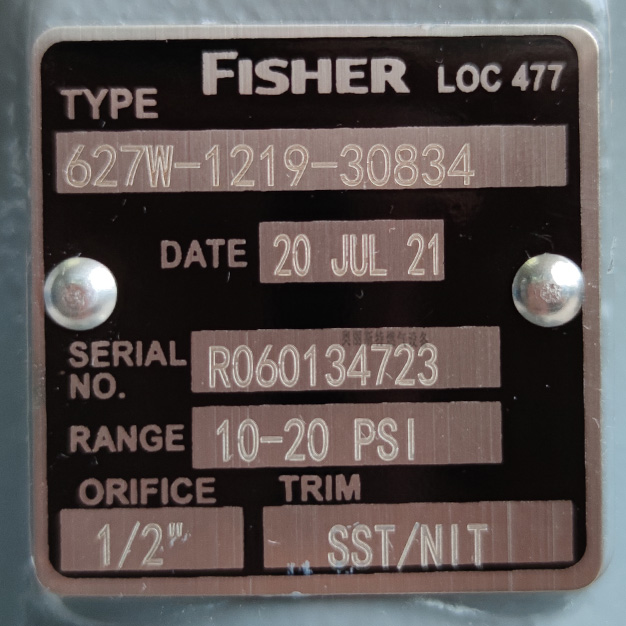 FISHER LOC 477
TYPE
627W-1219-30834
DATE 20 JUL 21
SERIAL NO. R060134723
RANGE 10-20 PSI
ORIFICE TRIM
1/2" SST/NIT